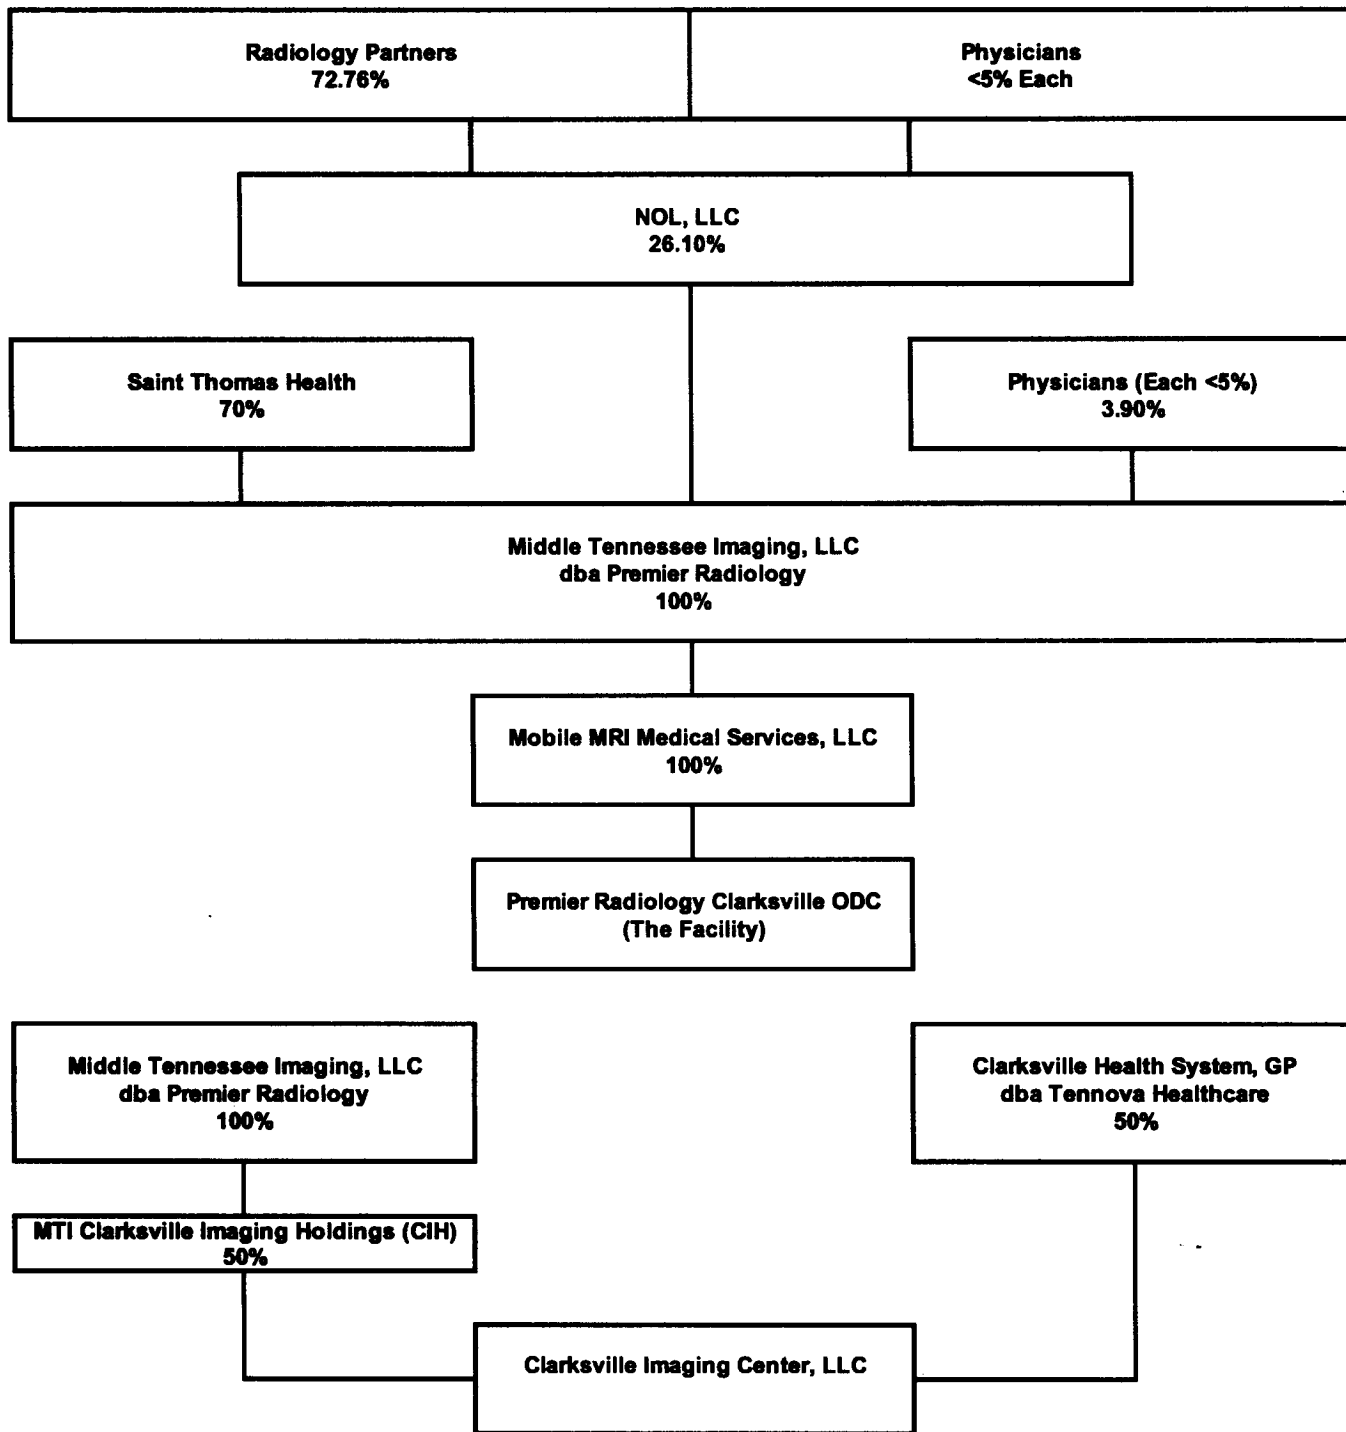 Radiology Partners
72.76%
Physicians
<5% Each
NOL, LLC
26.10%
Saint Thomas Health
70%
Physicians (Each <5%)
3.90%
Middle Tennessee Imaging, LLC
dba Premier Radiology
100%
Mobile MRI Medical Services, LLC
100%
Premier Radiology Clarksville ODC
(The Facility)
Middle Tennessee Imaging, LLC
dba Premier Radiology
100%
Clarksville Health System, GP
dba Tennova Healthcare
50%
MTI Clarksville Imaging Holdings (CIH)
50%
Clarksville Imaging Center, LLC